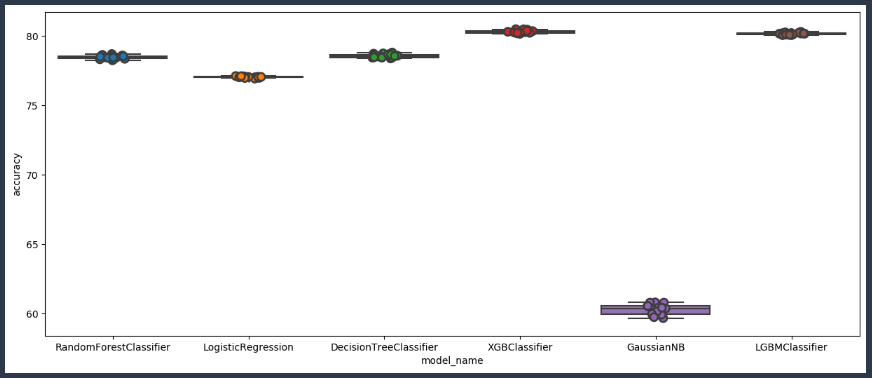 accuracy
80
75
70
65
60
RandomForestClassifier LogisticRegression DecisionTreeClassifier XGBClassifier GaussianNB LGBMClassifier
model_name